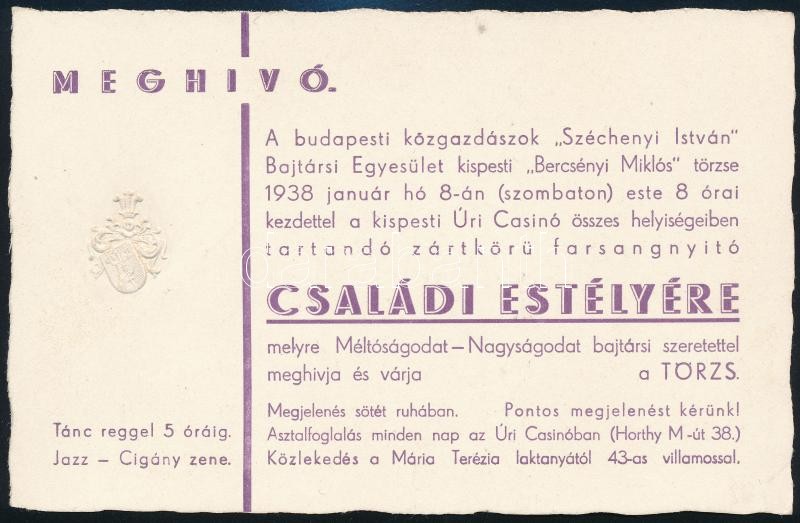 MEGHIVÓ.
A budapesti közgazdászok „Széchenyi István"
Bajtársi Egyesület kispesti „Bercsényi Miklós" törzse
1938 január hó 8-án (szombaton) este 8 órai
kezdettel a kispesti Úri Casinó összes helyiségeiben
tartandó zártkörü farsangnyitó
CSALÁDI ESTÉLYÉRE
melyre Méltóságodat — Nagyságodat bajtársi szeretettel
meghivja és várja a TÖRZS.
Megjelenés sötét ruhában. Pontos megjelenést kérünk!
Asztalfoglalás minden nap az Úri Casinóban (Horthy M-út 38.)
Közlekedés a Mária Terézia laktanyától 43-as villamossal.
Tánc reggel 5 óráig.
Jazz — Cigány zene.